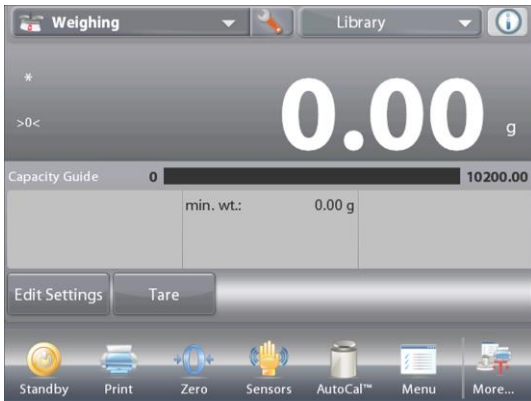 Weighing
Library
*
>0<
0.00
g
Capacity Guide 0 10200.00
min. wt.: 0.00 g
Edit Settings Tare
Standby Print Zero Sensors AutoCal™ Menu More...